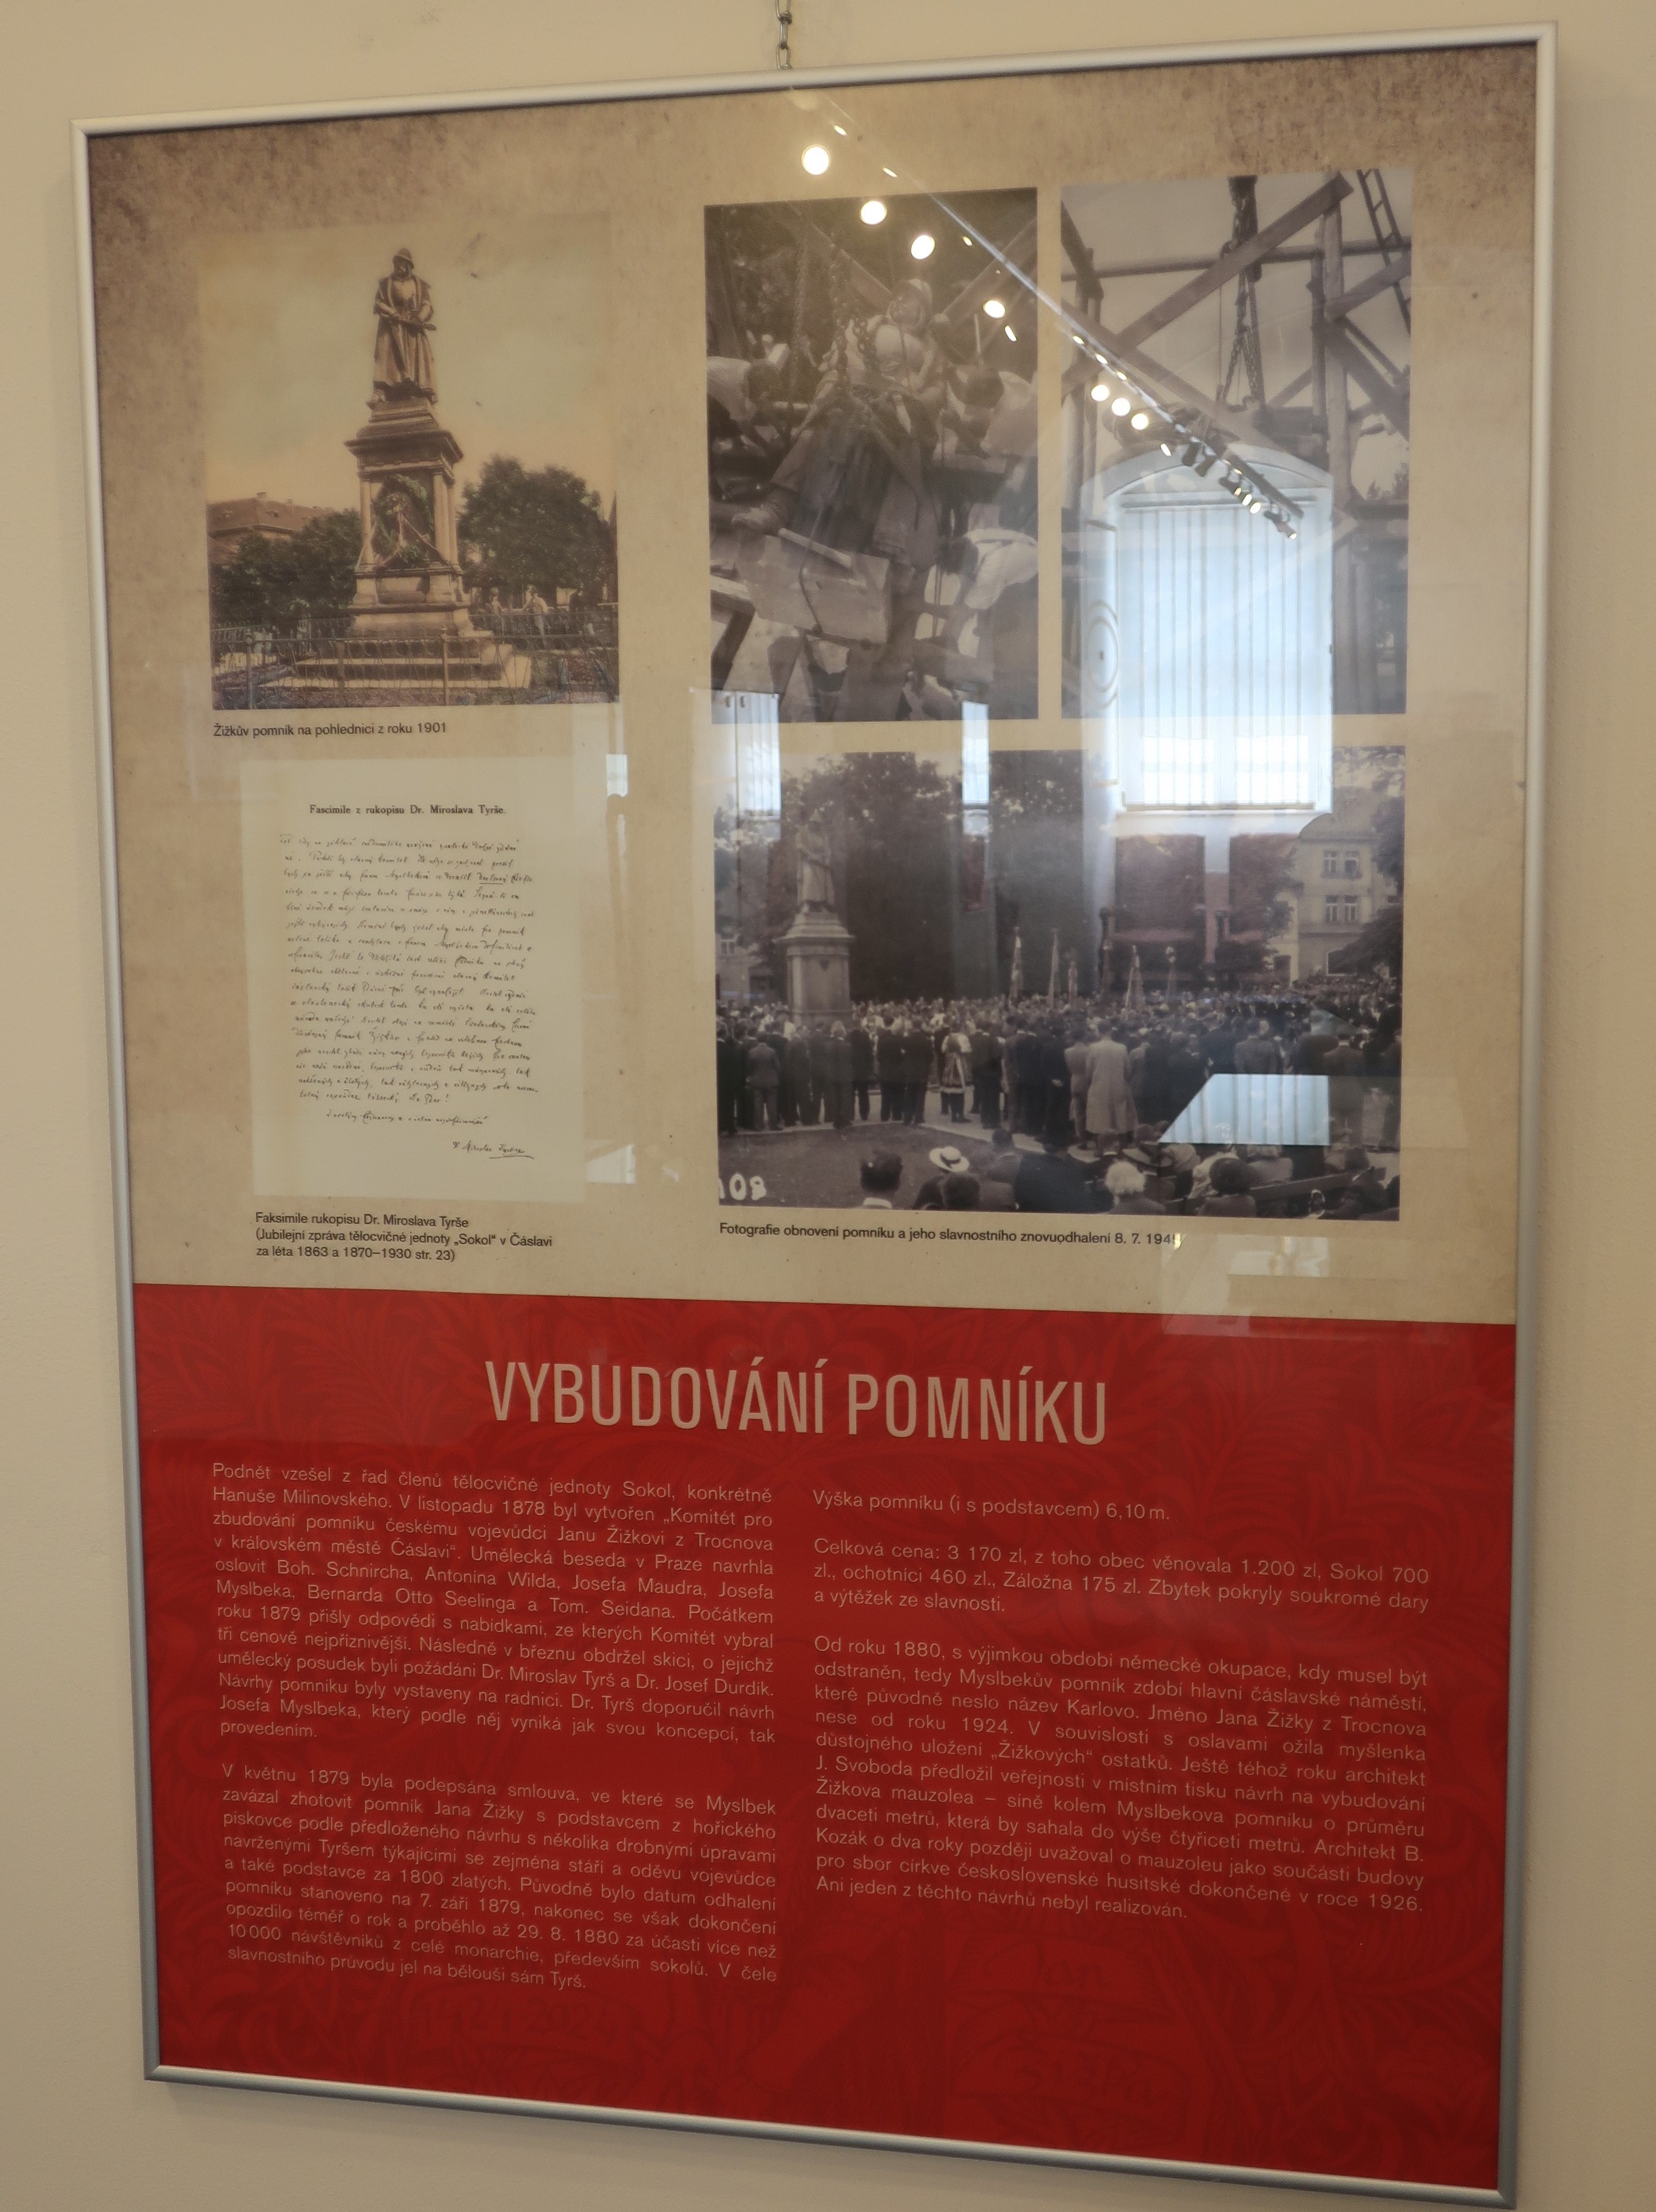 Žižkův pomník na pohlednici z roku 1901
Fascimile z rukopisu Dr. Miroslava Tyrše.
Faksimile rukopisu Dr. Miroslava Tyrše
(Jubilejní zpráva tělocvičné jednoty „Sokol“ v Čáslavi
za léta 1863 a 1870–1930 str. 23)
108
Fotografie obnovení pomníku a jeho slavnostního znovuodhalení 8. 7.
VYBUDOVÁNÍ POMNÍKU
Podnět vzešel z řad členů tělocvičné jednoty Sokol, konkrétně
Hanuše Milinovského. V listopadu 1878 byl vytvořen „Komitét pro
zbudování pomníku českému vojevůdci Janu Žižkovi z Trocnova
v královském městě Čáslavi“. Umělecká beseda v Praze navrhla
oslovit Boh. Schnircha, Antonína Wilda, Josefa Maudra, Josefa
Myslbeka, Bernarda Otto Seelinga a Tom. Seidana. Počátkem
roku 1879 přišly odpovědi s nabídkami, ze kterých Komitét vybral
tři cenově nejpříznivější. Následně v březnu obdržel skici, o jejichž
umělecký posudek byli požádáni Dr. Miroslav Tyrš a Dr. Josef Durdík.
Návrhy pomníku byly vystaveny na radnici. Dr. Tyrš doporučil návrh
Josefa Myslbeka, který podle něj vyniká jak svou koncepcí, tak
provedením.
V květnu 1879 byla podepsána smlouva, ve které se Myslbek
zavázal zhotovit pomník Jana Žižky s podstavcem z hořického
pískovce podle předloženého návrhu s několika drobnými úpravami
navrženými Tyršem týkajícími se zejména stáří a oděvu vojevůdce
a také podstavce za 1800 zlatých. Původně bylo datum odhalení
pomníku stanoveno na 7. září 1879, nakonec se však dokončení
opozdilo téměř o rok a proběhlo až 29. 8. 1880 za účasti více než
10 000 návštěvníků z celé monarchie, především sokolů. V čele
slavnostního průvodu jel na bělouši sám Tyrš.
Výška pomníku (i s podstavcem) 6,10 m.
Celková cena: 3 170 zl, z toho obec věnovala 1.200 zl, Sokol 700
zl., ochotníci 460 zl., Záložna 175 zl. Zbytek pokryly soukromé dary
a výtěžek ze slavnosti.
Od roku 1880, s výjimkou období německé okupace, kdy musel být
odstraněn, tedy Myslbekův pomník zdobí hlavní čáslavské náměstí,
které původně neslo název Karlovo. Jméno Jana Žižky z Trocnova
nese od roku 1924. V souvislosti s oslavami ožila myšlenka
důstojného uložení „Žižkových“ ostatků. Ještě téhož roku architekt
J. Svoboda předložil veřejnosti v místním tisku návrh na vybudování
Žižkova mauzolea – síně kolem Myslbekova pomníku o průměru
dvaceti metrů, která by sahala do výše čtyřiceti metrů. Architekt B.
Kozák o dva roky později uvažoval o mauzoleu jako součásti budovy
pro sbor církve československé husitské dokončené v roce 1926.
Ani jeden z těchto návrhů nebyl realizován.